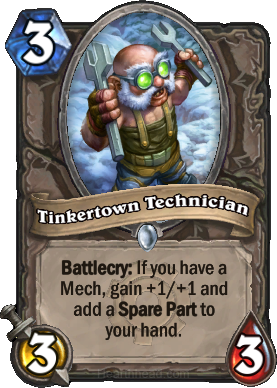 3
Tinkertown Technician
Battlecry: If you have a
Mech, gain +1/+1 and
add a Spare Part to
your hand.
3
3